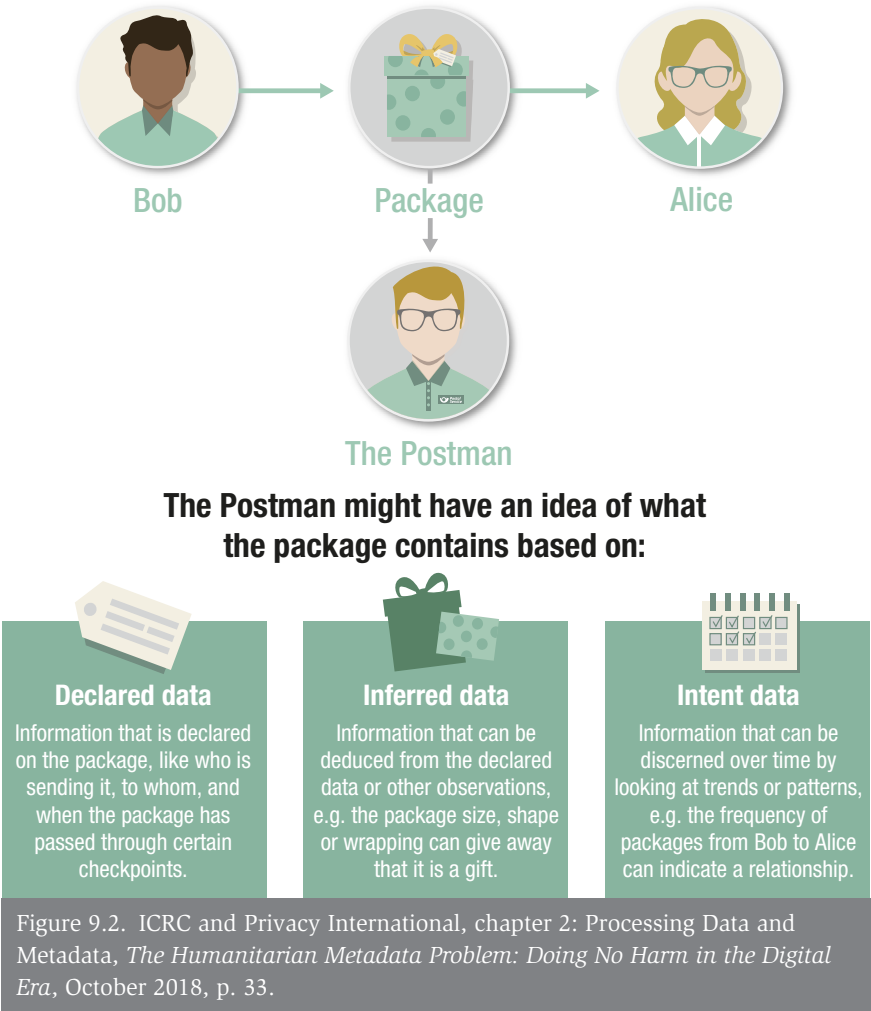 Bob
Package
Alice
The Postman
The Postman might have an idea of what
the package contains based on:
Declared data
Information that is declared
on the package, like who is
sending it, to whom, and
when the package has
passed through certain
checkpoints.
Inferred data
Information that can be
deduced from the declared
data or other observations,
e.g. the package size, shape
or wrapping can give away
that it is a gift.
Intent data
Information that can be
discerned over time by
looking at trends or patterns,
e.g. the frequency of
packages from Bob to Alice
can indicate a relationship.
Figure 9.2. ICRC and Privacy International, chapter 2: Processing Data and
Metadata, The Humanitarian Metadata Problem: Doing No Harm in the Digital
Era, October 2018, p. 33.